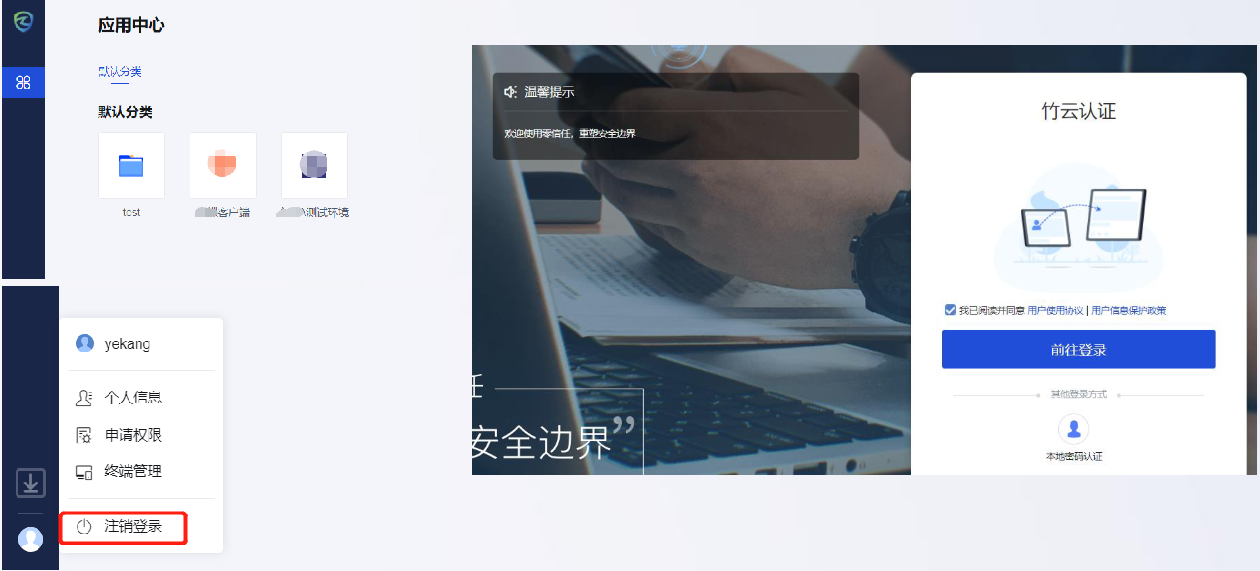 应用中心
默认分类
默认分类
test
客户端
测试环境
yekang
个人信息
申请权限
终端管理
注销登录
温馨提示
欢迎使用零信任，重塑安全边界
任
安全边界”
竹云认证
我已阅读并同意 用户使用协议 | 用户信息保护政策
前往登录
其他登录方式
本地密码认证